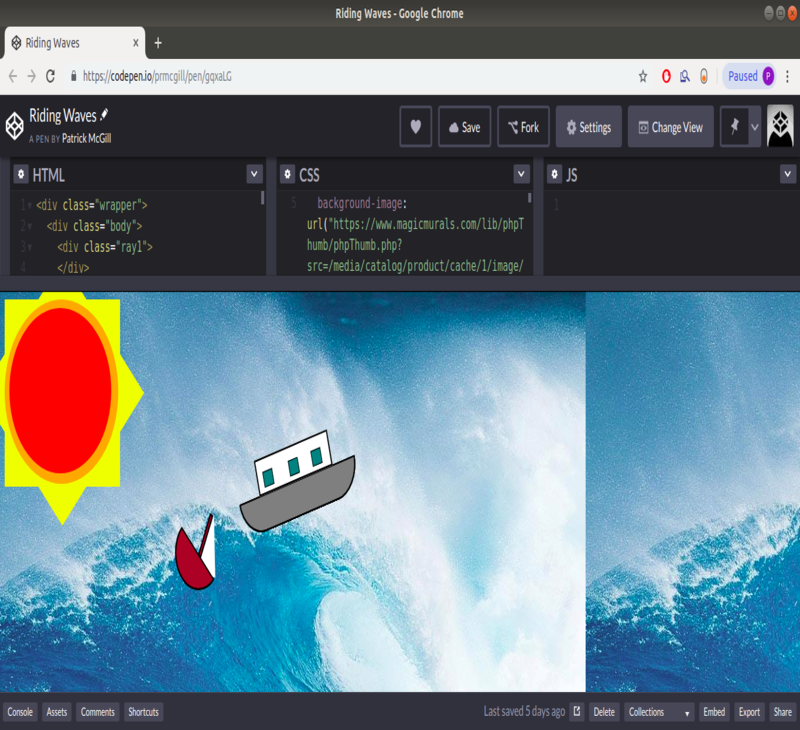 Riding Waves - Google Chrome
Riding Waves x +
https://codepen.io/prmcgill/pen/gqxaLG
Paused P
Riding Waves
A PEN BY Patrick McGill
Save
Fork
Settings
Change View
HTML
CSS
JS
1 <div class="wrapper">
2 <div class="body">
3 <div class="ray1">
4 </div>
5 background-image:
url("https://www.magicmurals.com/lib/phpT
humb/phpThumb.php?
src=/media/catalog/product/cache/1/image/
1
Console Assets Comments Shortcuts
Last saved 5 days ago
Delete Collections Embed Export Share